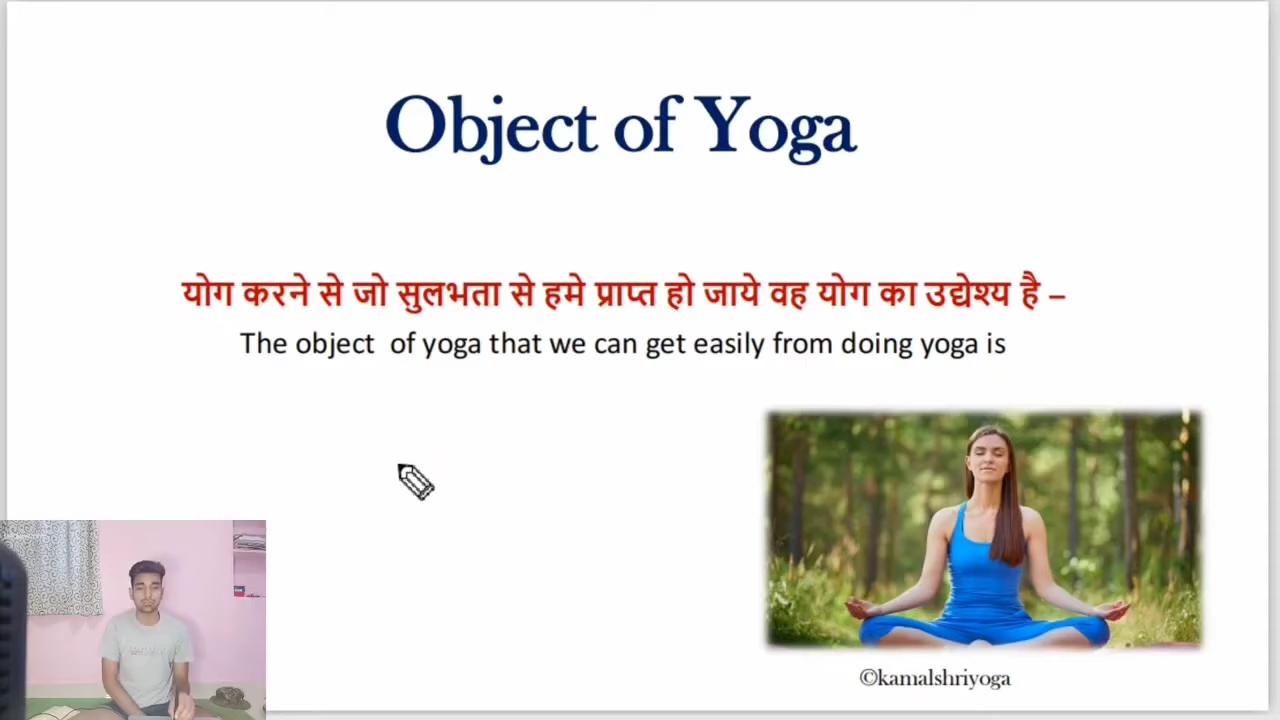 Object of Yoga
योग करने से जो सुलभता से हमे प्राप्त हो जाये वह योग का उद्येश्य है –
The object of yoga that we can get easily from doing yoga is
©kamalshriyoga